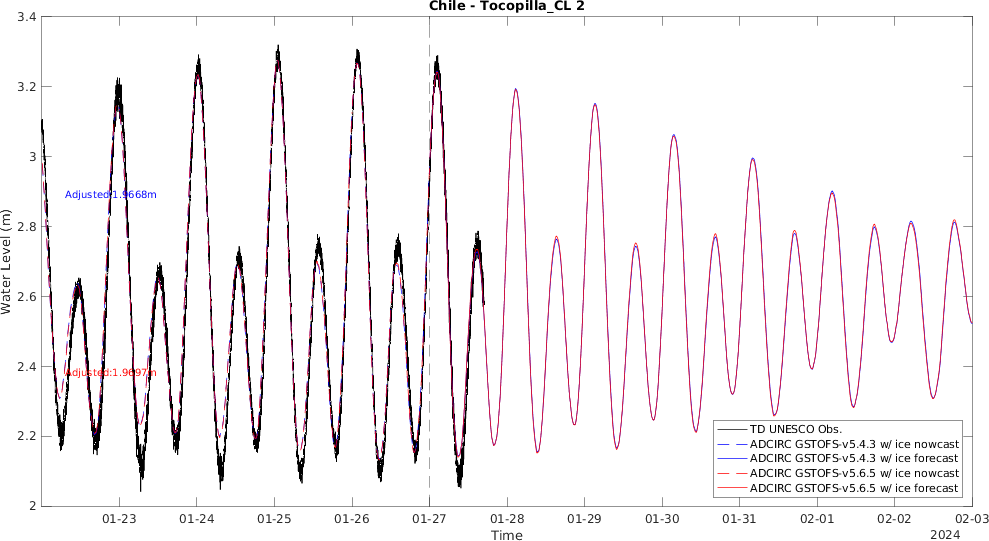 Chile - Tocopilla_CL 2
3.4
3.2
3
2.8
2.6
2.4
2.2
2
Water Level (m)
Adjusted:1.9668m
Adjusted:1.9697m
TD UNESCO Obs.
ADCIRC GSTOFS-v5.4.3 w/ ice nowcast
ADCIRC GSTOFS-v5.4.3 w/ ice forecast
ADCIRC GSTOFS-v5.6.5 w/ ice nowcast
ADCIRC GSTOFS-v5.6.5 w/ ice forecast
01-23 01-24 01-25 01-26 01-27 01-28 01-29 01-30 01-31 02-01 02-02 02-03
Time
2024